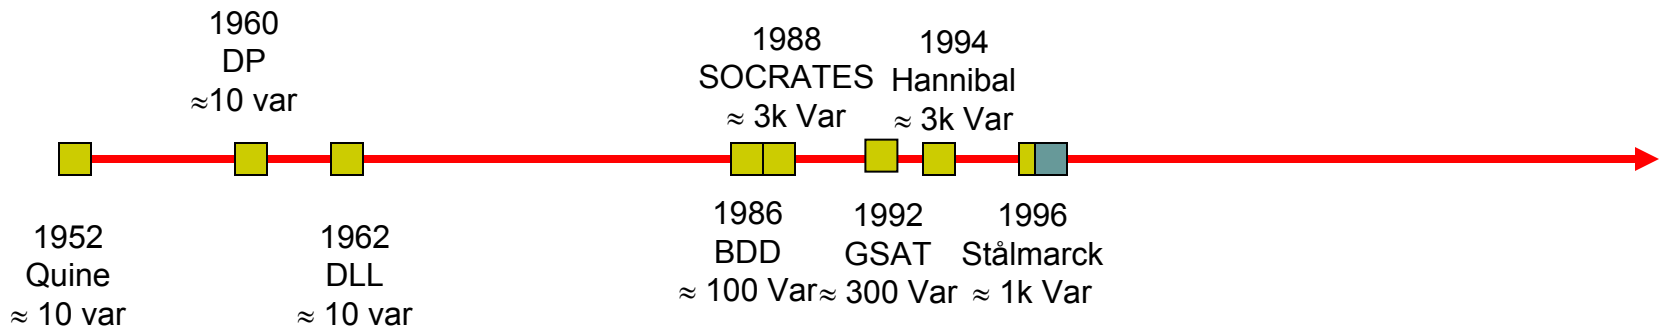 1960
DP
≈10 var
1988
SOCRATES
≈ 3k Var
1994
Hannibal
≈ 3k Var
1952
Quine
≈ 10 var
1962
DLL
≈ 10 var
1986
BDD
≈ 100 Var
1992
GSAT
≈ 300 Var
1996
Stålmarck
≈ 1k Var